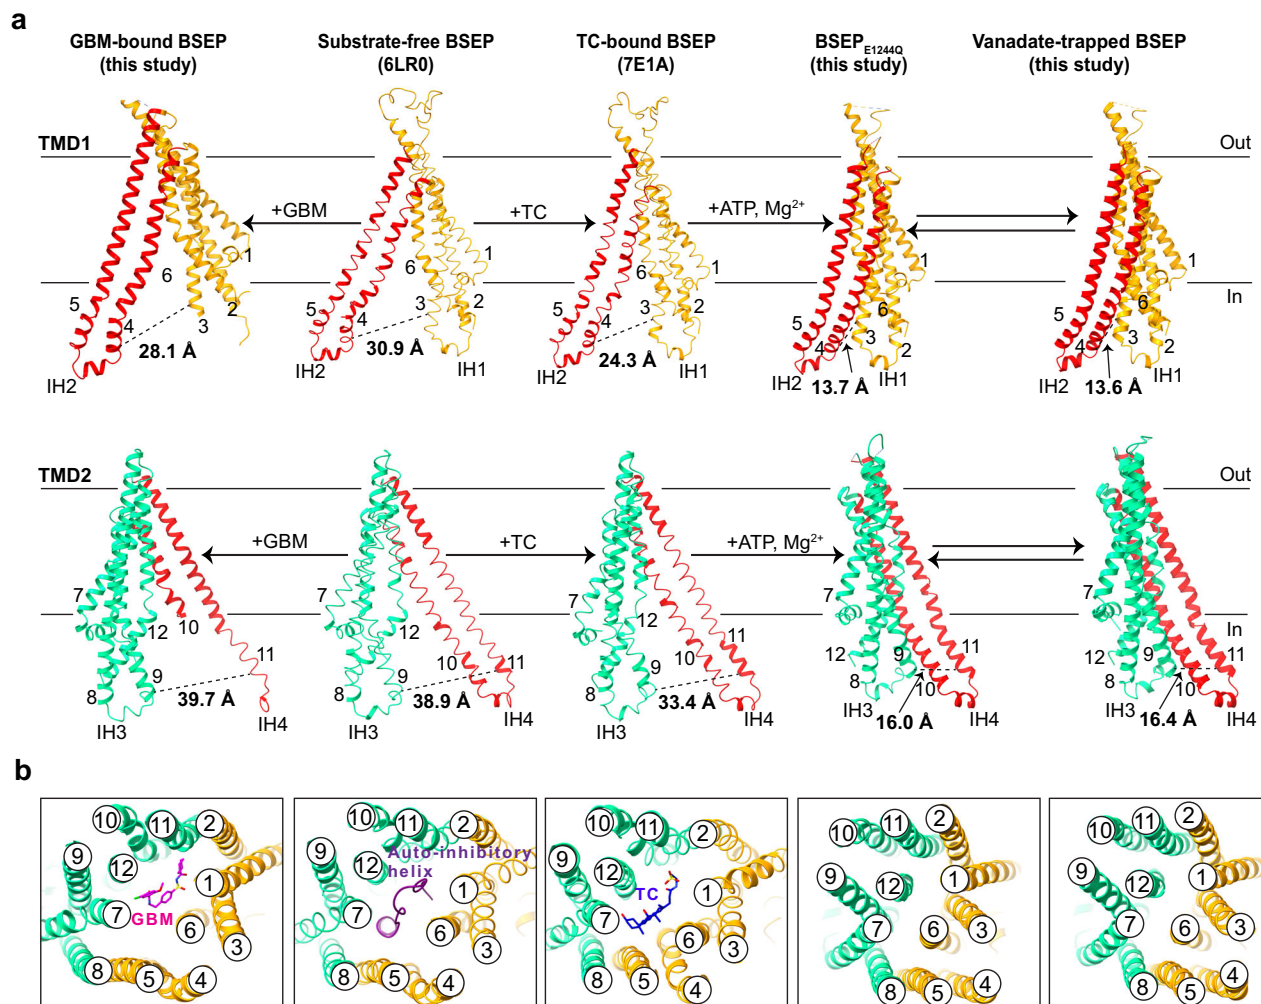 a
GBM-bound BSEP
(this study)
Substrate-free BSEP
(6LR0)
TC-bound BSEP
(7E1A)
BSEP E1244Q
(this study)
Vanadate-trapped BSEP
(this study)
TMD1
Out
+GBM
+TC
+ATP, Mg²⁺
In
6
1
5
4
3
2
28.1 Å
IH2
6
1
5
4
3
2
30.9 Å
IH2
IH1
6
1
5
4
3
2
24.3 Å
IH2
IH1
1
6
5
4
3
2
13.7 Å
IH2
IH1
1
6
5
4
3
2
13.6 Å
IH2
IH1
TMD2
Out
+GBM
+TC
+ATP, Mg²⁺
In
7
10
12
11
9
8
39.7 Å
IH3
IH4
7
12
10
11
9
8
38.9 Å
IH3
IH4
7
12
10
11
9
8
33.4 Å
IH3
IH4
7
12
9
11
8
10
16.0 Å
IH3
IH4
7
12
9
11
8
10
16.4 Å
IH3
IH4
b
10
11
2
9
12
1
7
GBM
6
3
8
5
4
10
11
2
9
12
Auto-inhibitory
helix
1
7
6
3
8
5
4
10
11
2
9
12
TC
1
7
6
3
8
5
4
10
11
2
9
12
1
7
6
3
8
5
4
10
11
2
9
12
1
7
6
3
8
5
4